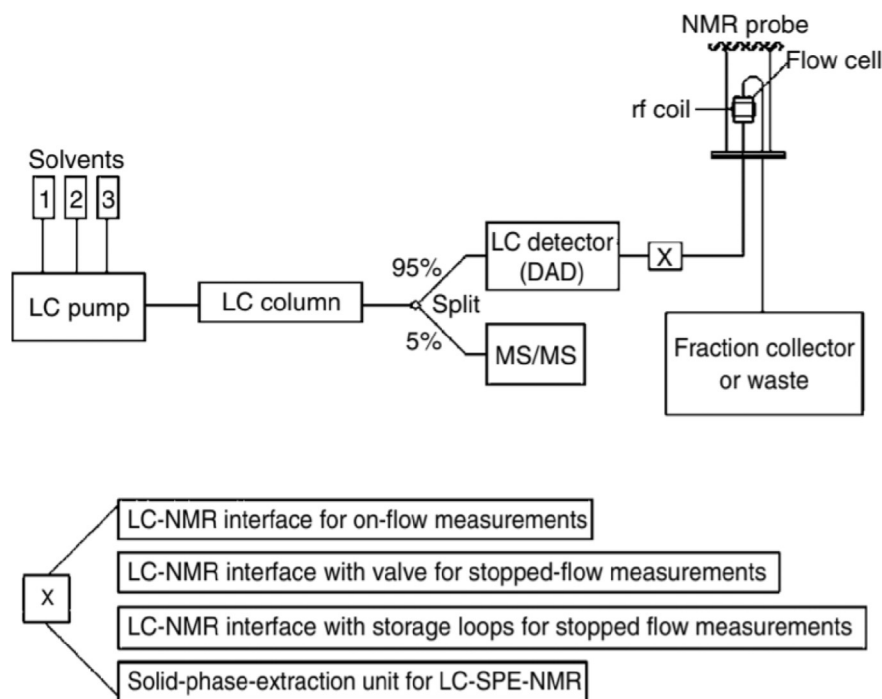 NMR probe
Flow cell
rf coil
Solvents
1 2 3
LC pump
LC column
95%
Split
5%
LC detector
(DAD)
X
MS/MS
Fraction collector
or waste
X
LC-NMR interface for on-flow measurements
LC-NMR interface with valve for stopped-flow measurements
LC-NMR interface with storage loops for stopped flow measurements
Solid-phase-extraction unit for LC-SPE-NMR